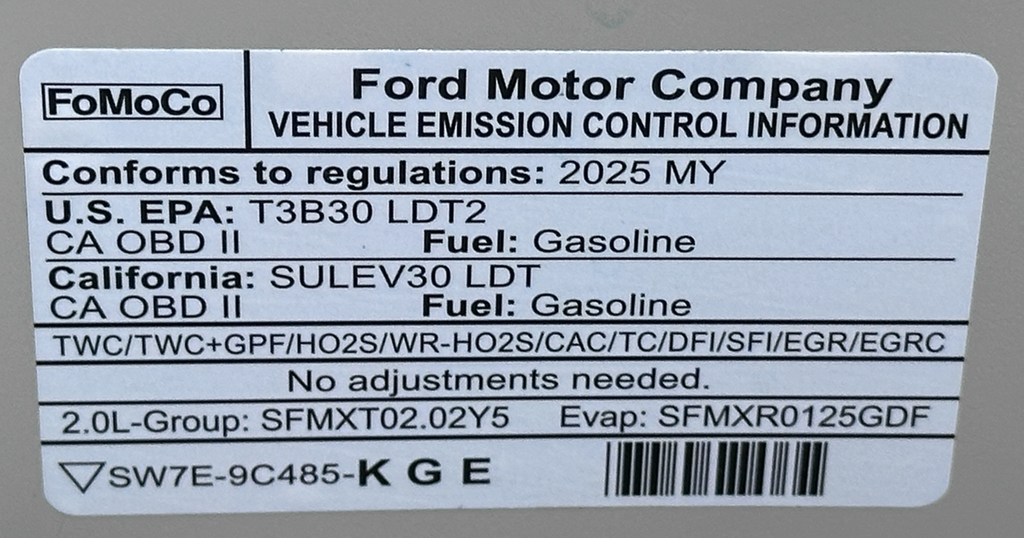 FoMoCo
Ford Motor Company
VEHICLE EMISSION CONTROL INFORMATION
Conforms to regulations: 2025 MY
U.S. EPA: T3B30 LDT2
CA OBD II Fuel: Gasoline
California: SULEV30 LDT
CA OBD II Fuel: Gasoline
TWC/TWC+GPF/HO2S/WR-HO2S/CAC/TC/DFI/SFI/EGR/EGRC
No adjustments needed.
2.0L-Group: SFMXT02.02Y5 Evap: SFMXR0125GDF
SW7E-9C485-K G E